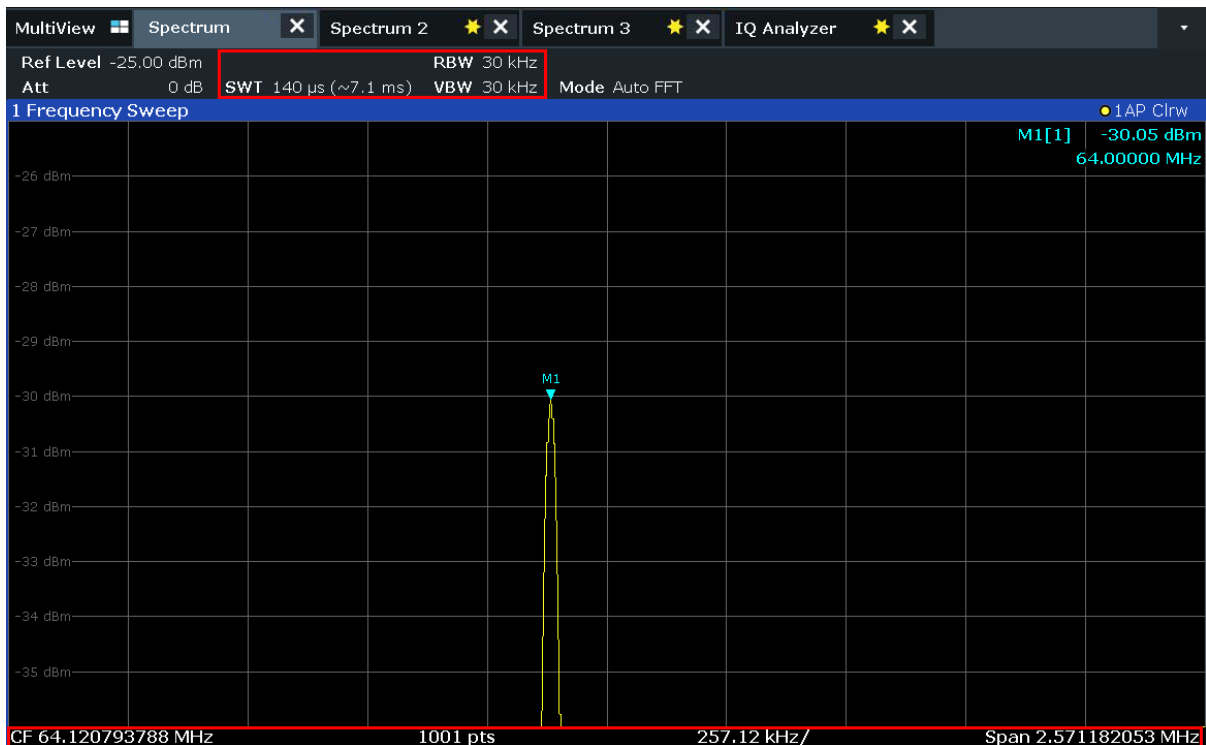 MultiView Spectrum Spectrum 2 Spectrum 3 IQ Analyzer
Ref Level -25.00 dBm RBW 30 kHz
Att 0 dB SWT 140 µs (~7.1 ms) VBW 30 kHz Mode Auto FFT
1 Frequency Sweep 1AP Clrw
M1[1] -30.05 dBm
64.00000 MHz
-26 dBm
-27 dBm
-28 dBm
-29 dBm
M1
-30 dBm
-31 dBm
-32 dBm
-33 dBm
-34 dBm
-35 dBm
CF 64.120793788 MHz 1001 pts 257.12 kHz/ Span 2.571182053 MHz